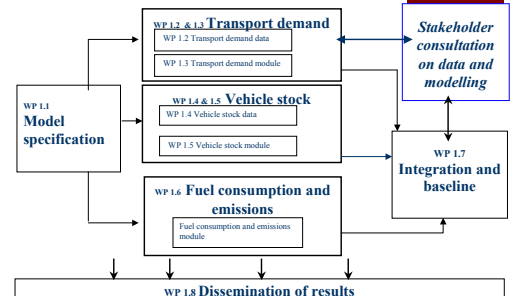 WP 1.2 & 1.3 Transport demand
WP 1.2 Transport demand data
WP 1.3 Transport demand module
Stakeholder
consultation
on data and
modelling
WP 1.1
Model
specification
WP 1.4 & 1.5 Vehicle stock
WP 1.4 Vehicle stock data
WP 1.5 Vehicle stock module
WP 1.7
Integration and
baseline
WP 1.6 Fuel consumption and
emissions
Fuel consumption and emissions
module
WP 1.8 Dissemination of results